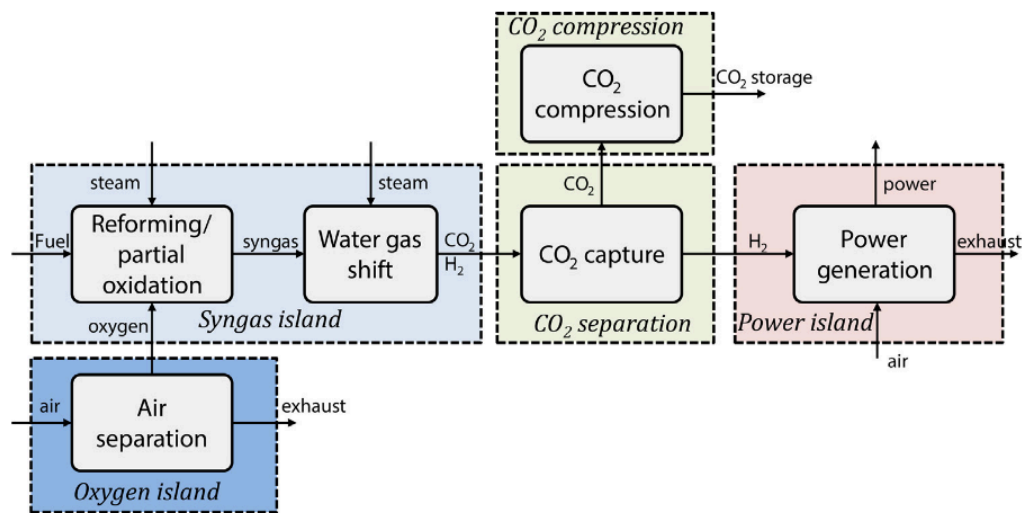 CO₂ compression
CO₂
compression
CO₂ storage
steam
steam
CO₂
power
Fuel
Reforming/
partial
oxidation
syngas
Water gas
shift
CO₂
H₂
CO₂ capture
H₂
Power
generation
exhaust
oxygen
Syngas island
CO₂ separation
Power island
air
air
Air
separation
exhaust
Oxygen island